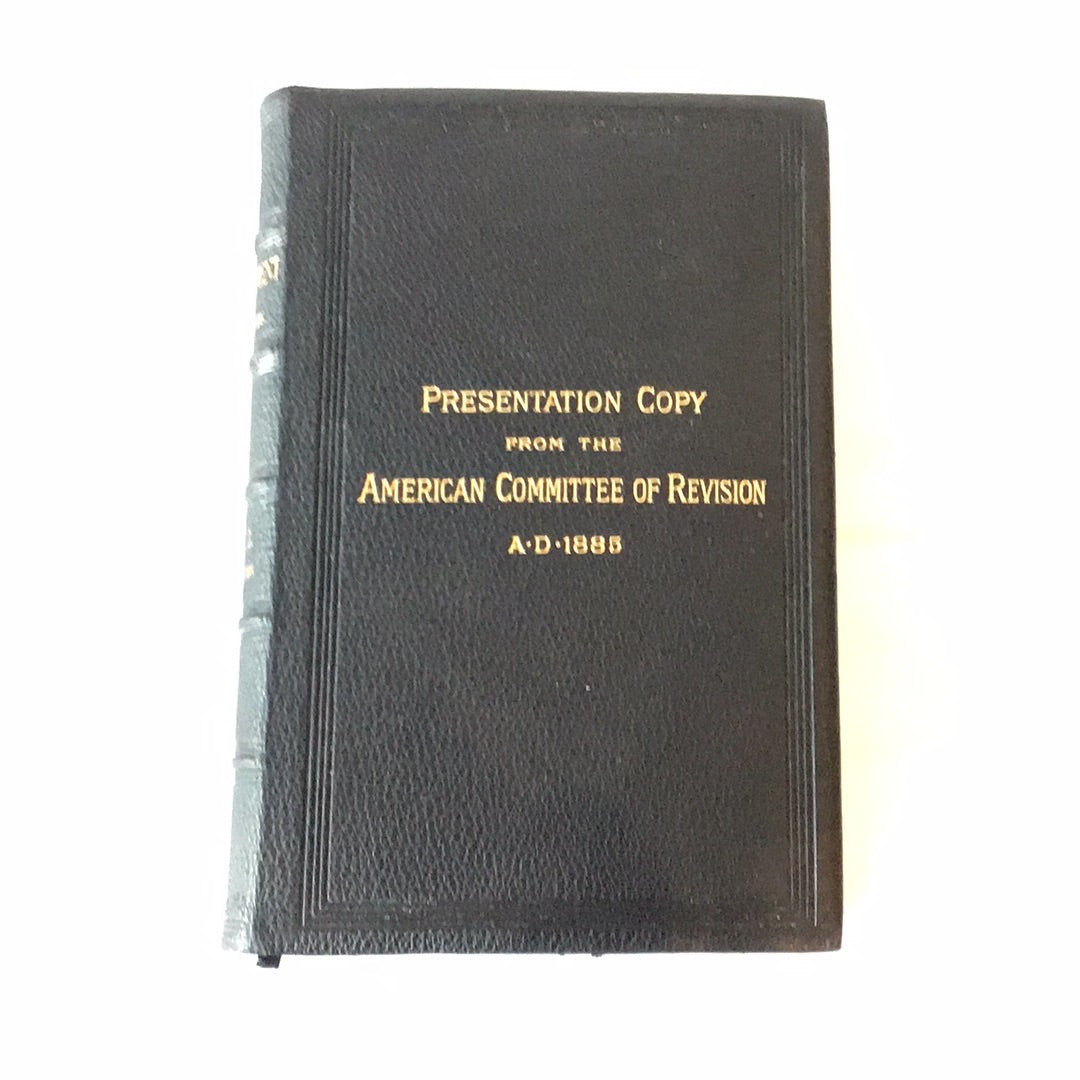 PRESENTATION COPY
FROM THE
AMERICAN COMMITTEE OF REVISION
A·D·1885